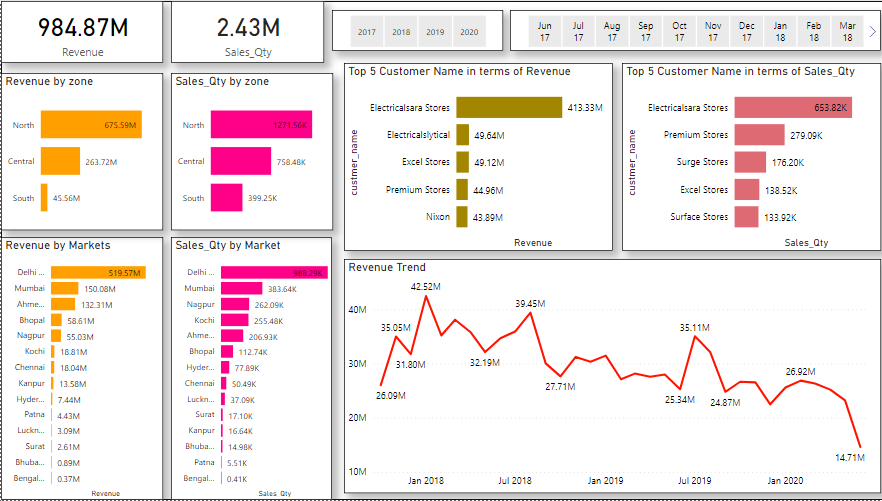 984.87M
Revenue
2.43M
Sales_Qty
2017 2018 2019 2020
Jun 17 Jul 17 Aug 17 Sep 17 Oct 17 Nov 17 Dec 17 Jan 18 Feb 18 Mar 18
Revenue by zone
North 675.59M
Central 263.72M
South 45.56M
Sales_Qty by zone
North 1271.56K
Central 758.48K
South 399.25K
Top 5 Customer Name in terms of Revenue
custmer_name
Electricalsara Stores 413.33M
Electricalslytical 49.64M
Excel Stores 49.12M
Premium Stores 44.96M
Nixon 43.89M
Revenue
Top 5 Customer Name in terms of Sales_Qty
custmer_name
Electricalsara Stores 653.82K
Premium Stores 279.09K
Surge Stores 176.20K
Excel Stores 138.52K
Surface Stores 133.92K
Sales_Qty
Revenue by Markets
Delhi ... 519.57M
Mumbai 150.08M
Ahme... 132.31M
Bhopal 58.61M
Nagpur 55.03M
Kochi 18.81M
Chennai 18.04M
Kanpur 13.58M
Hyder... 7.44M
Patna 4.43M
Luckn... 3.09M
Surat 2.61M
Bhuba... 0.89M
Bengal... 0.37M
Revenue
Sales_Qty by Market
Delhi ... 988.29K
Mumbai 383.64K
Nagpur 262.09K
Kochi 255.48K
Ahme... 206.93K
Bhopal 112.74K
Hyder... 77.89K
Chennai 50.49K
Luckn... 37.09K
Surat 17.10K
Kanpur 16.64K
Bhuba... 14.98K
Patna 5.51K
Bengal... 0.41K
Sales_Qty
Revenue Trend
40M
30M
20M
10M
26.09M
35.05M
31.80M
42.52M
32.19M
39.45M
27.71M
25.34M
35.11M
24.87M
26.92M
14.71M
Jan 2018 Jul 2018 Jan 2019 Jul 2019 Jan 2020